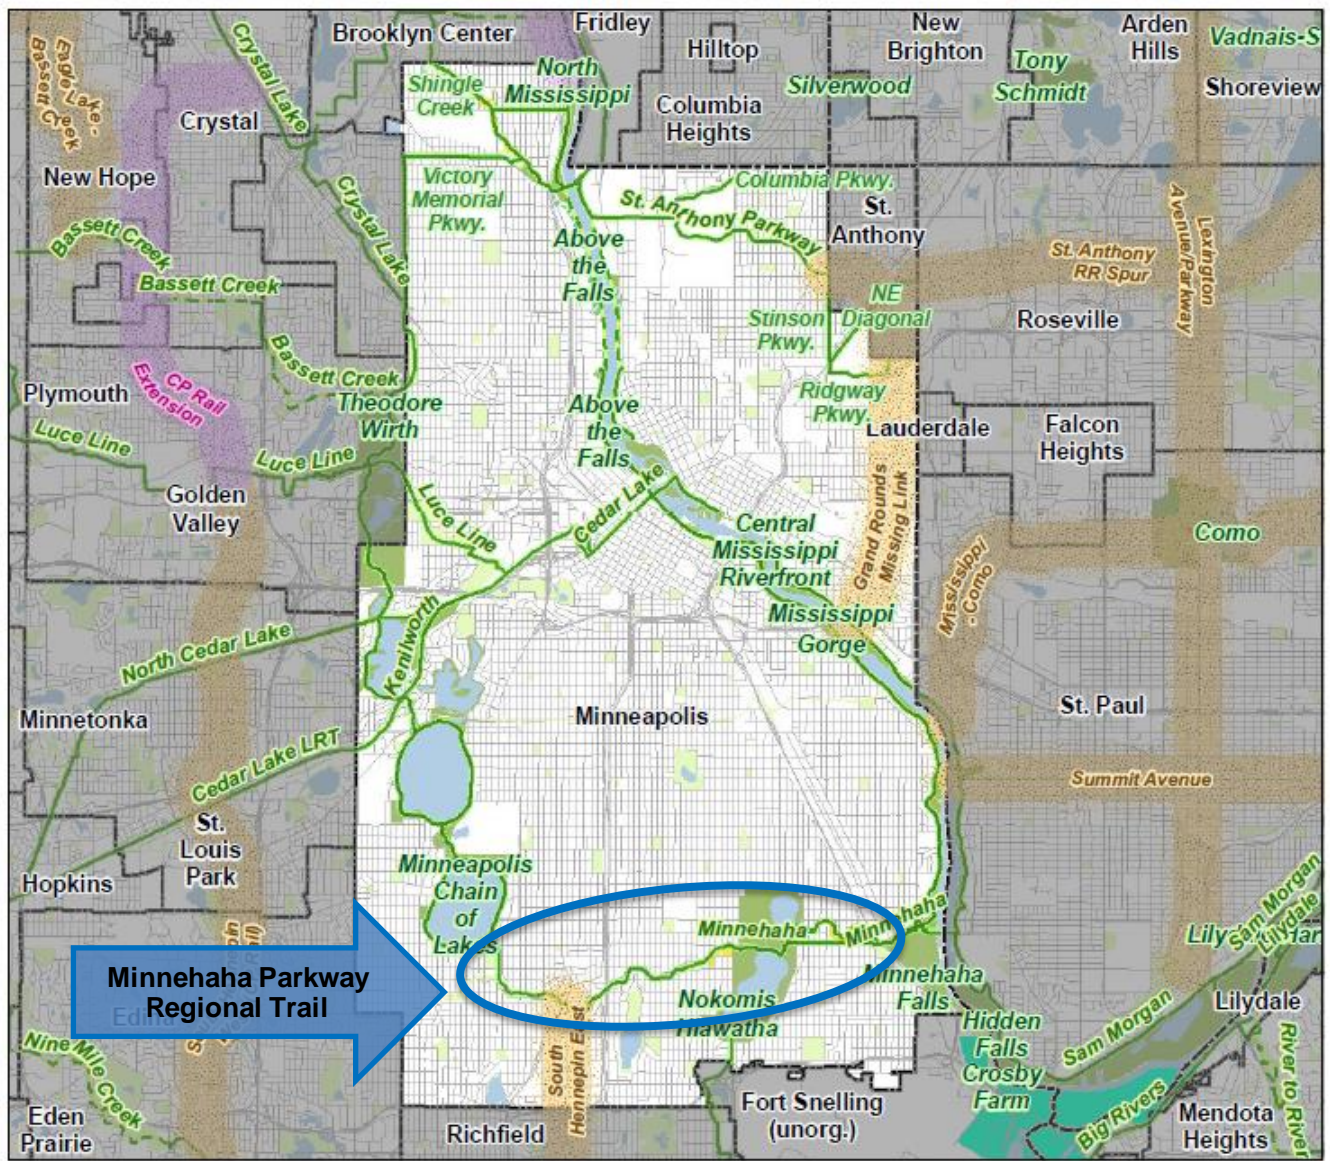 Brooklyn Center
Fridley
Hilltop
New
Brighton
Arden
Hills
Vadnais-S
Shoreview
Tony
Schmidt
Silverwood
Columbia
Heights
North
Mississippi
Shingle
Creek
Crystal Lake
Eagle Lake -
Bassett Creek
Crystal
New Hope
Victory
Memorial
Pkwy.
Columbia Pkwy.
St. Anthony Parkway
St.
Anthony
Crystal Lake
Bassett Creek
Bassett Creek
Above
the
Falls
St. Anthony
RR Spur
Lexington
Avenue/Parkway
NE
Diagonal
Stinson
Pkwy.
Roseville
Bassett Creek
CP Rail
Extension
Plymouth
Theodore
Wirth
Above
the
Falls
Ridgway
Pkwy.
Lauderdale
Falcon
Heights
Luce Line
Luce Line
Golden
Valley
Luce Line
Cedar Lake
Central
Mississippi
Riverfront
Grand Rounds
Missing Link
Como
Mississippi
- Como
Mississippi
Gorge
Kenilworth
North Cedar Lake
Minnetonka
Minneapolis
St. Paul
Cedar Lake LRT
Summit Avenue
St.
Louis
Park
Hopkins
Minneapolis
Chain
of
Lakes
Minnehaha
Minnehaha
Minnehaha
Falls
Sam Morgan
Lilydale
Minnehaha Parkway
Regional Trail
Nokomis
Hiawatha
Lilydale
Hidden
Falls
Crosby
Farm
Sam Morgan
Nine Mile Creek
South
Hennepin East
Fort Snelling
(unorg.)
Big Rivers
River to River
Eden
Prairie
Richfield
Mendota
Heights